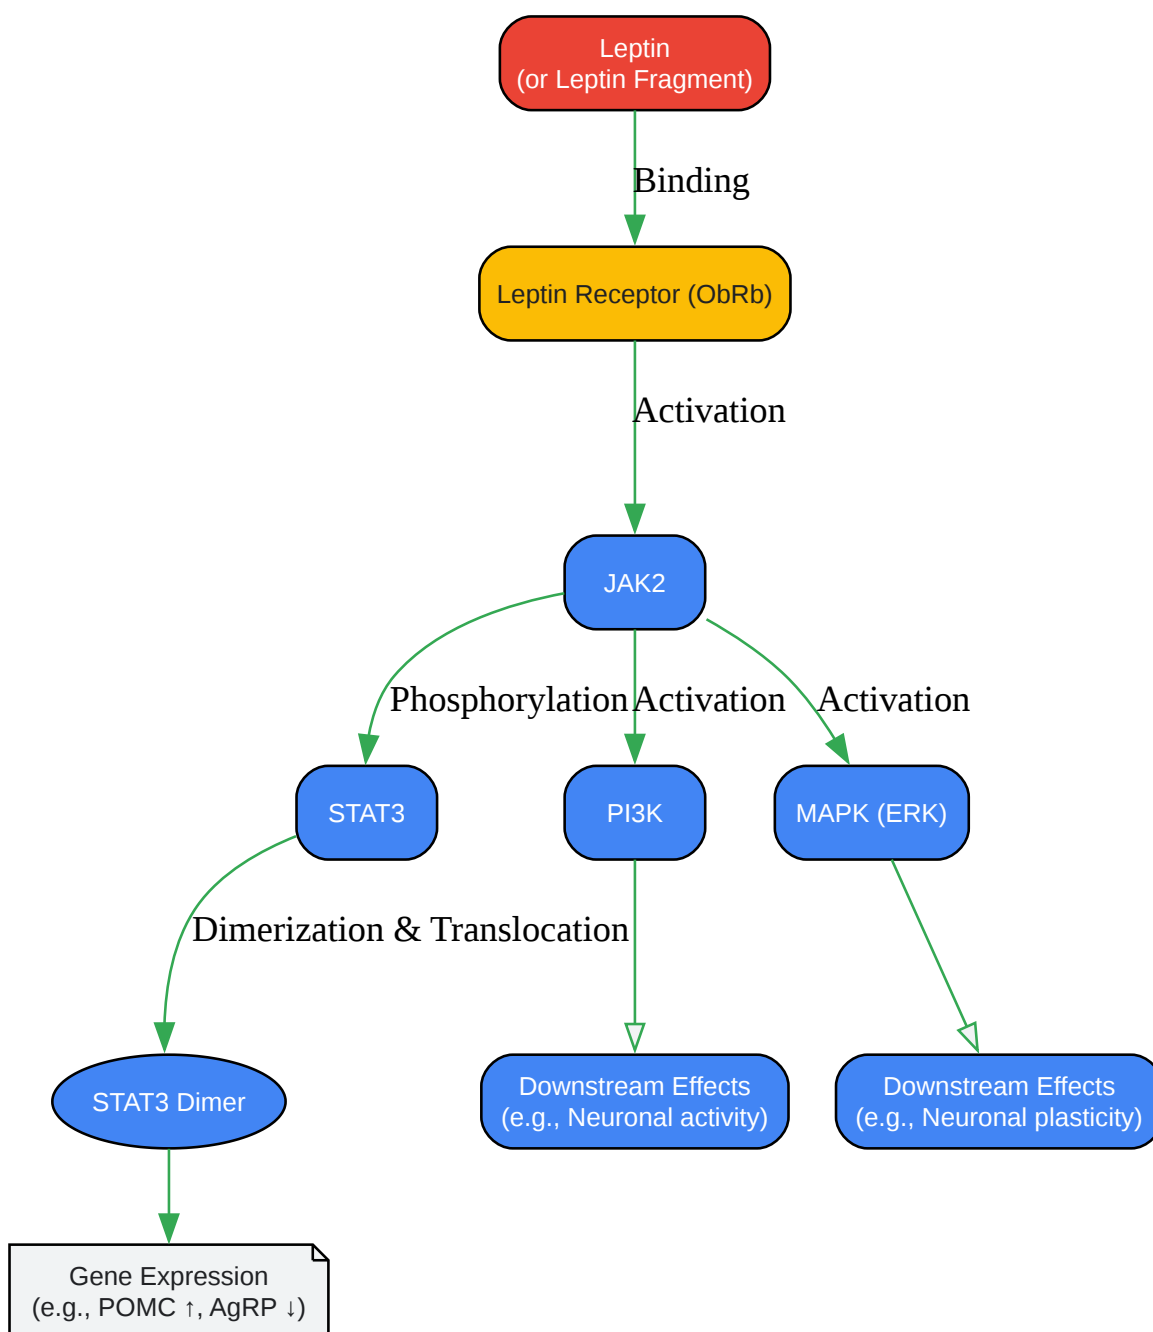 Leptin
(or Leptin Fragment)
Binding
Leptin Receptor (ObRb)
Activation
JAK2
Phosphorylation
Activation
Activation
STAT3
PI3K
MAPK (ERK)
Dimerization & Translocation
STAT3 Dimer
Downstream Effects
(e.g., Neuronal activity)
Downstream Effects
(e.g., Neuronal plasticity)
Gene Expression
(e.g., POMC ↑, AgRP ↓)